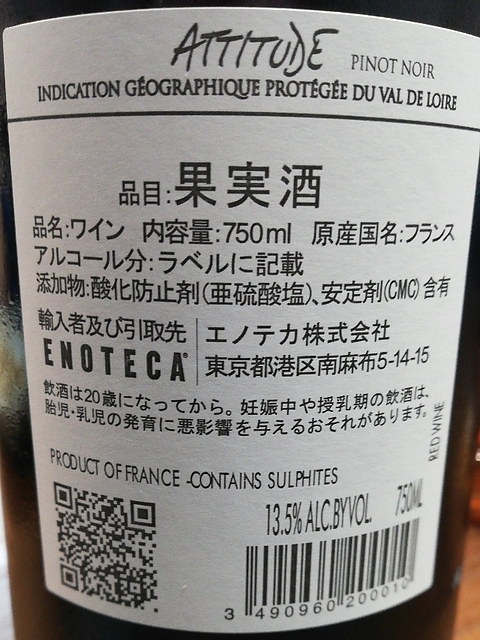 ATTITUDE PINOT NOIR
INDICATION GÉOGRAPHIQUE PROTÉGÉE DU VAL DE LOIRE
品目:果実酒
品名:ワイン 内容量:750ml 原産国名:フランス
アルコール分:ラベルに記載
添加物:酸化防止剤(亜硫酸塩)、安定剤(CMC)含有
輸入者及び引取先
ENOTECA®
エノテカ株式会社
東京都港区南麻布5-14-15
飲酒は20歳になってから。妊娠中や授乳期の飲酒は、
胎児・乳児の発育に悪影響を与えるおそれがあります。
RED WINE
PRODUCT OF FRANCE -CONTAINS SULPHITES
13.5% ALC.BY VOL. 750ML
3 490960 200010